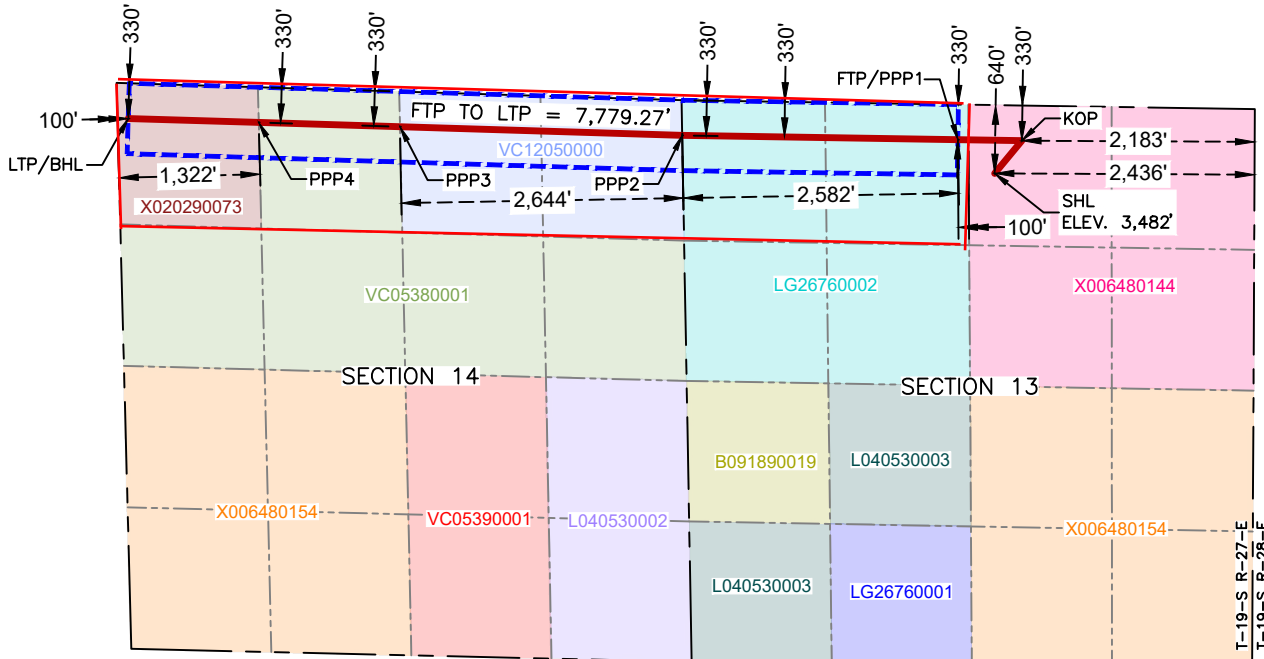 330'
330'
330'
330'
330'
330'
640'
330'
FTP/PPP1
100'
FTP TO LTP = 7,779.27'
KOP
2,183'
LTP/BHL
VC12050000
1,322'
PPP4
PPP3
PPP2
2,436'
X020290073
2,644'
2,582'
SHL
ELEV. 3,482'
100'
VC05380001
LG26760002
X006480144
SECTION 14
SECTION 13
B091890019
L040530003
X006480154
VC05390001
L040530002
X006480154
L040530003
LG26760001
T-19-S R-27-E
T-19-S R-28-E